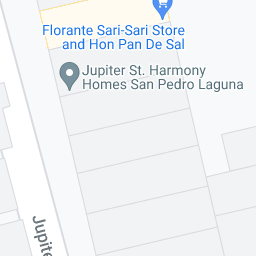 Florante Sari-Sari Store
and Hon Pan De Sal
Jupiter St. Harmony
Homes San Pedro Laguna
Jupite